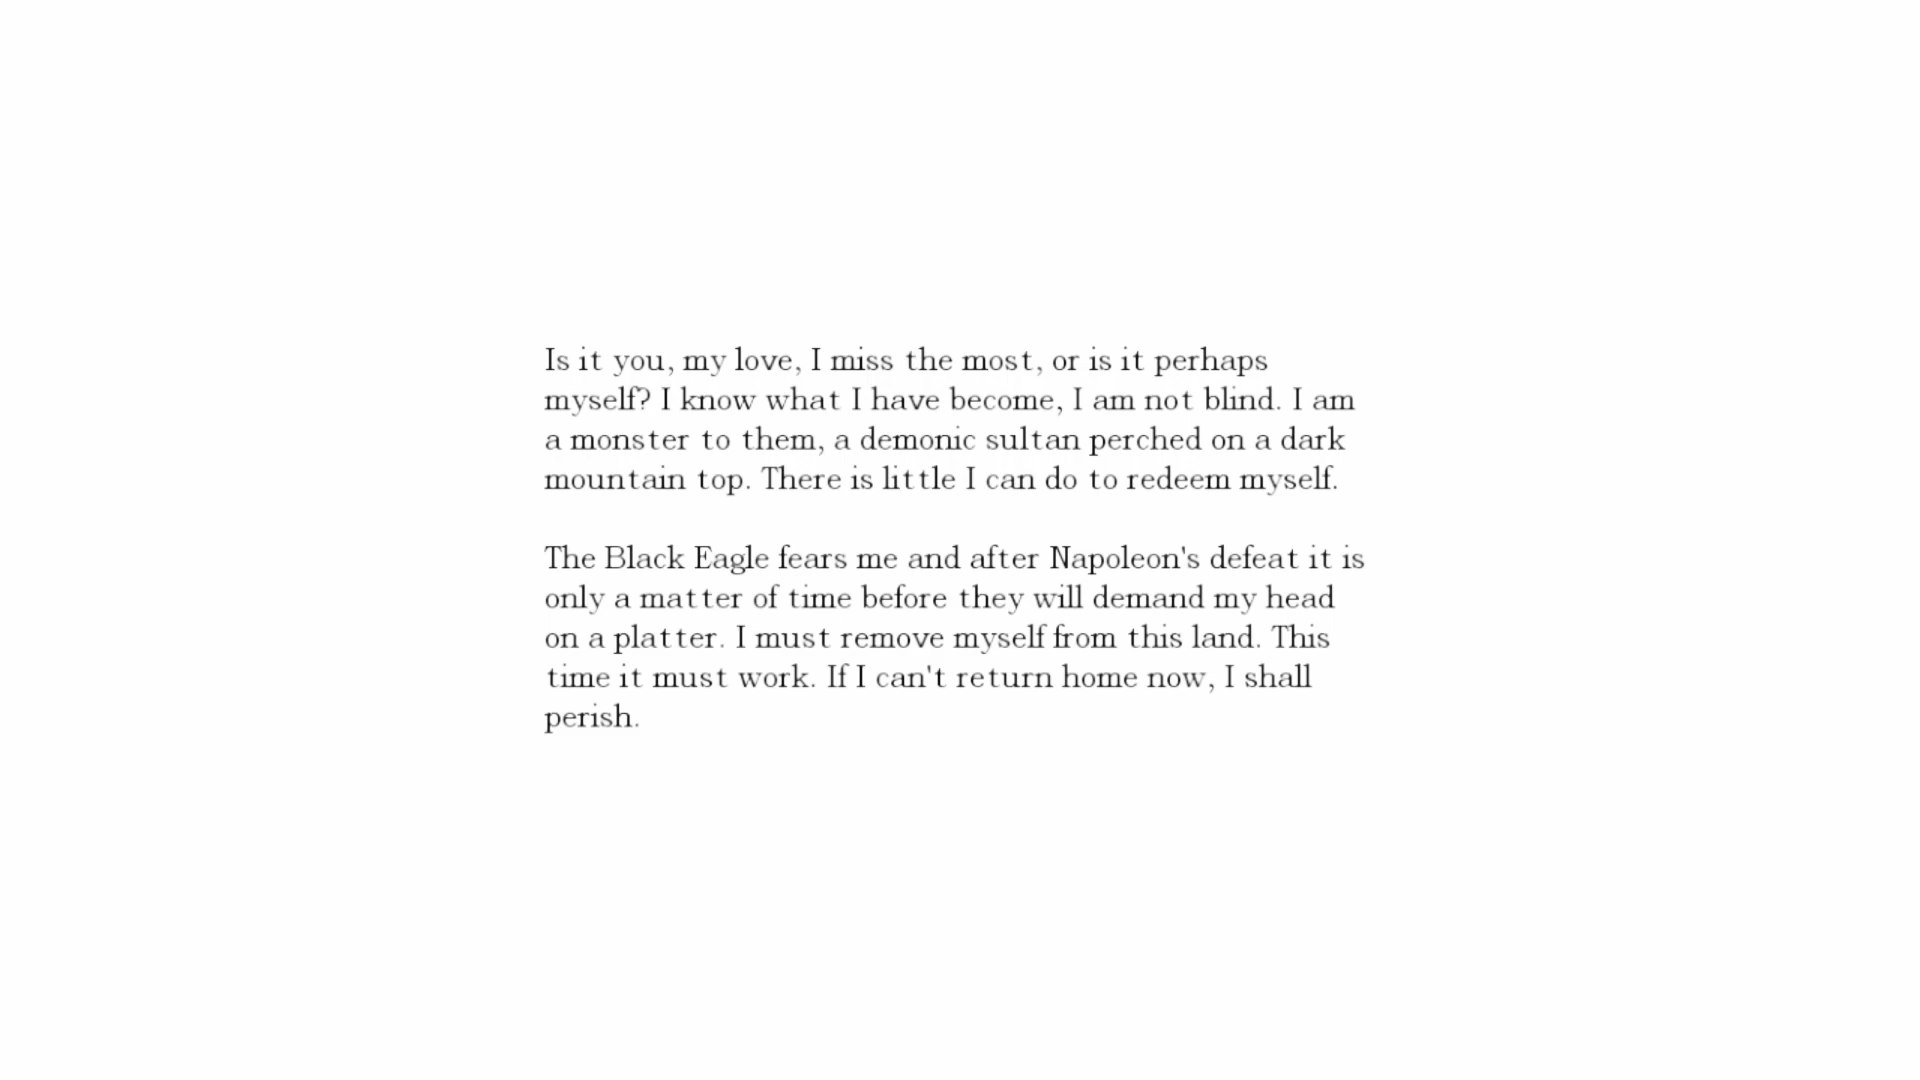 Is it you, my love, I miss the most, or is it perhaps
myself? I know what I have become, I am not blind. I am
a monster to them, a demonic sultan perched on a dark
mountain top. There is little I can do to redeem myself.
The Black Eagle fears me and after Napoleon's defeat it is
only a matter of time before they will demand my head
on a platter. I must remove myself from this land. This
time it must work. If I can't return home now, I shall
perish.